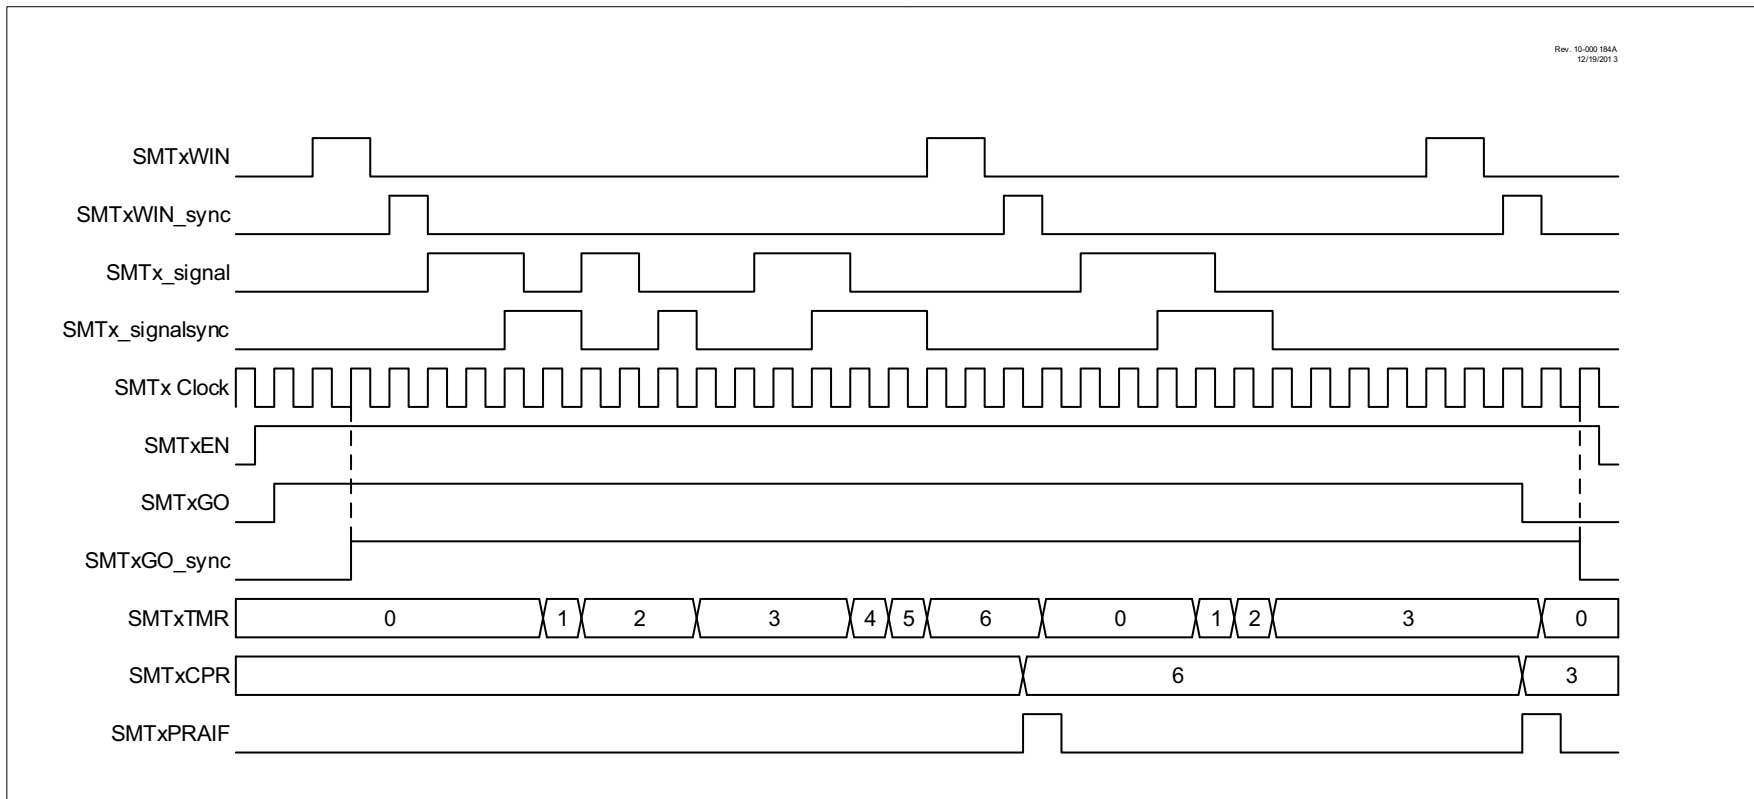 Rev. 10-000 184A
12/19/201 3
SMTxWIN
SMTxWIN_sync
SMTx_signal
SMTx_signalsync
SMTx Clock
SMTxEN
SMTxGO
SMTxGO_sync
SMTxTMR 0 1 2 3 4 5 6 0 1 2 3 0
SMTxCPR 6 3
SMTxPRAIF